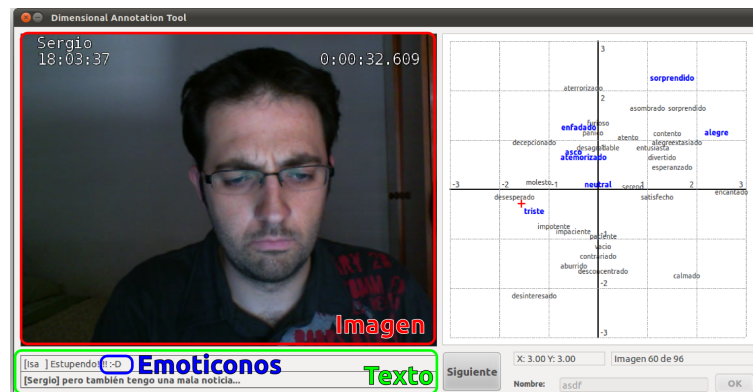 Dimensional Annotation Tool
Sergio
18:03:37
0:00:32.609
Imagen
[Isa ] Estupendo!!! :-D
Emoticonos
[Sergio] pero también tengo una mala noticia...
Texto
3
sorprendido
aterrorizado
2
asombrado sorprendido
furioso
enfadado
pánico
contento
alegre
atento
decepcionado
alegreextasiado
desagradable
entusiasta
asco
atemorizado
divertido
esperanzado
molesto
neutral
sereno
-3 -2 -1 1 2 3
encantado
desesperado
satisfecho
triste
impotente
impaciente
-1
paciente
vacio
contrariado
aburrido
desconcentrado
calmado
-2
desinteresado
-3
Siguiente
X: 3.00 Y: 3.00
Imagen 60 de 96
Nombre:
asdf
OK